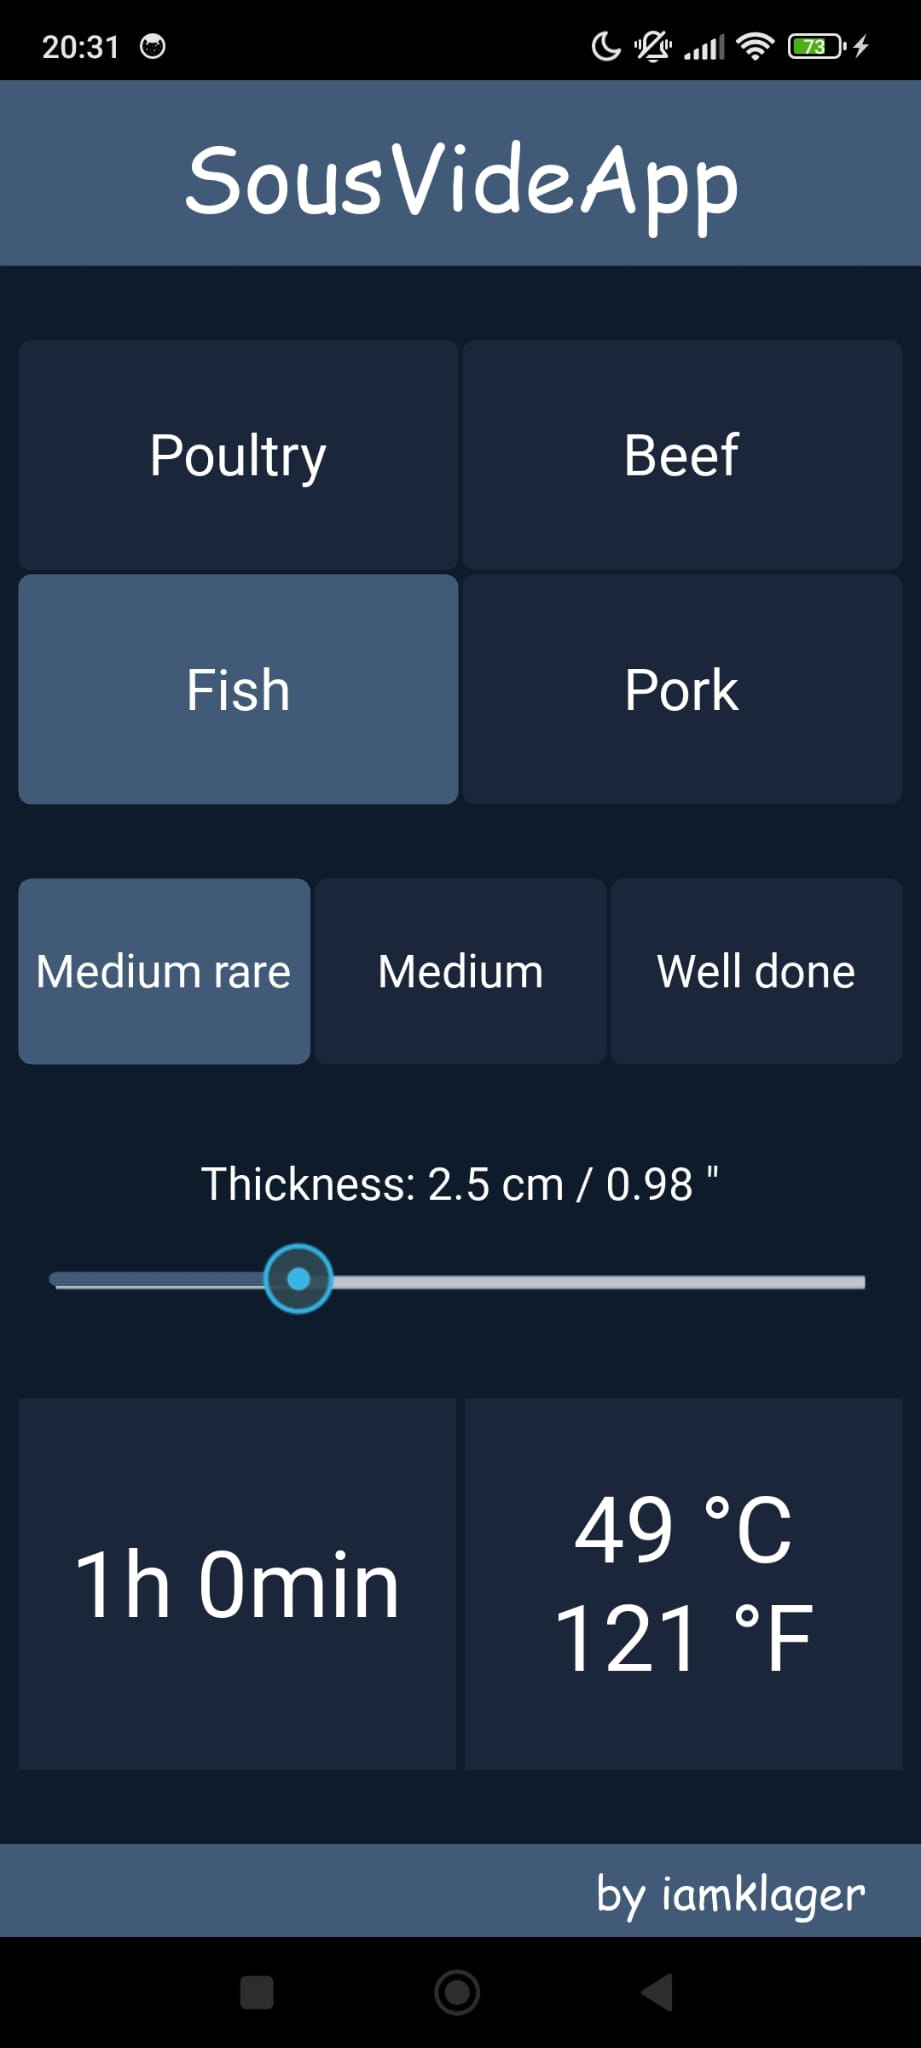 20:31
73
SousVideApp
Poultry
Beef
Fish
Pork
Medium rare
Medium
Well done
Thickness: 2.5 cm / 0.98 "
1h 0min
49 °C
121 °F
by iamklager